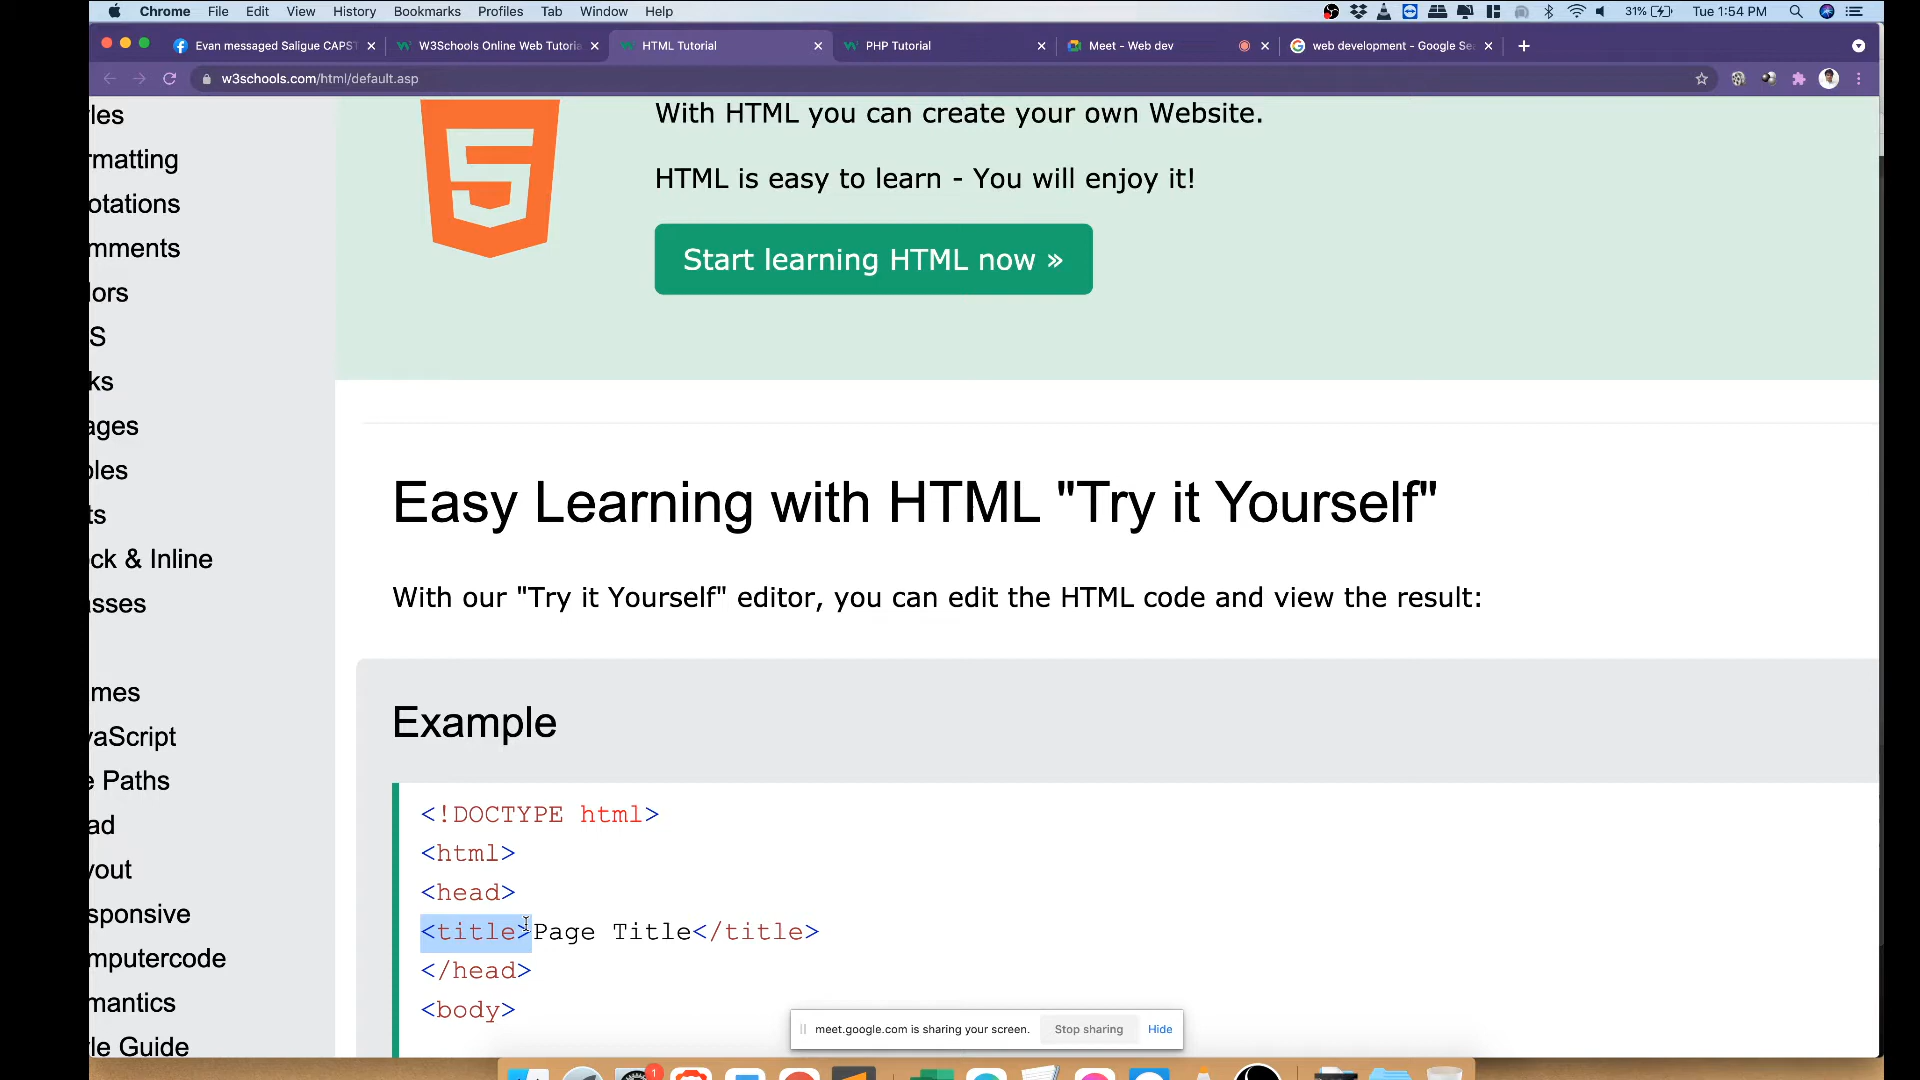 Chrome File Edit View History Bookmarks Profiles Tab Window Help
31% Tue 1:54 PM
Evan messaged Saligue CAPST
W3Schools Online Web Tutoria
HTML Tutorial
PHP Tutorial
Meet - Web dev
web development - Google Se
w3schools.com/html/default.asp
les
rmatting
otations
mments
lors
S
ks
ages
bles
ts
ck & Inline
asses
mes
vaScript
e Paths
ad
yout
sponsive
mputercode
mantics
le Guide
With HTML you can create your own Website.
HTML is easy to learn - You will enjoy it!
Start learning HTML now »
Easy Learning with HTML "Try it Yourself"
With our "Try it Yourself" editor, you can edit the HTML code and view the result:
Example
<!DOCTYPE html>
<html>
<head>
<title>Page Title</title>
</head>
<body>
meet.google.com is sharing your screen. Stop sharing Hide
1